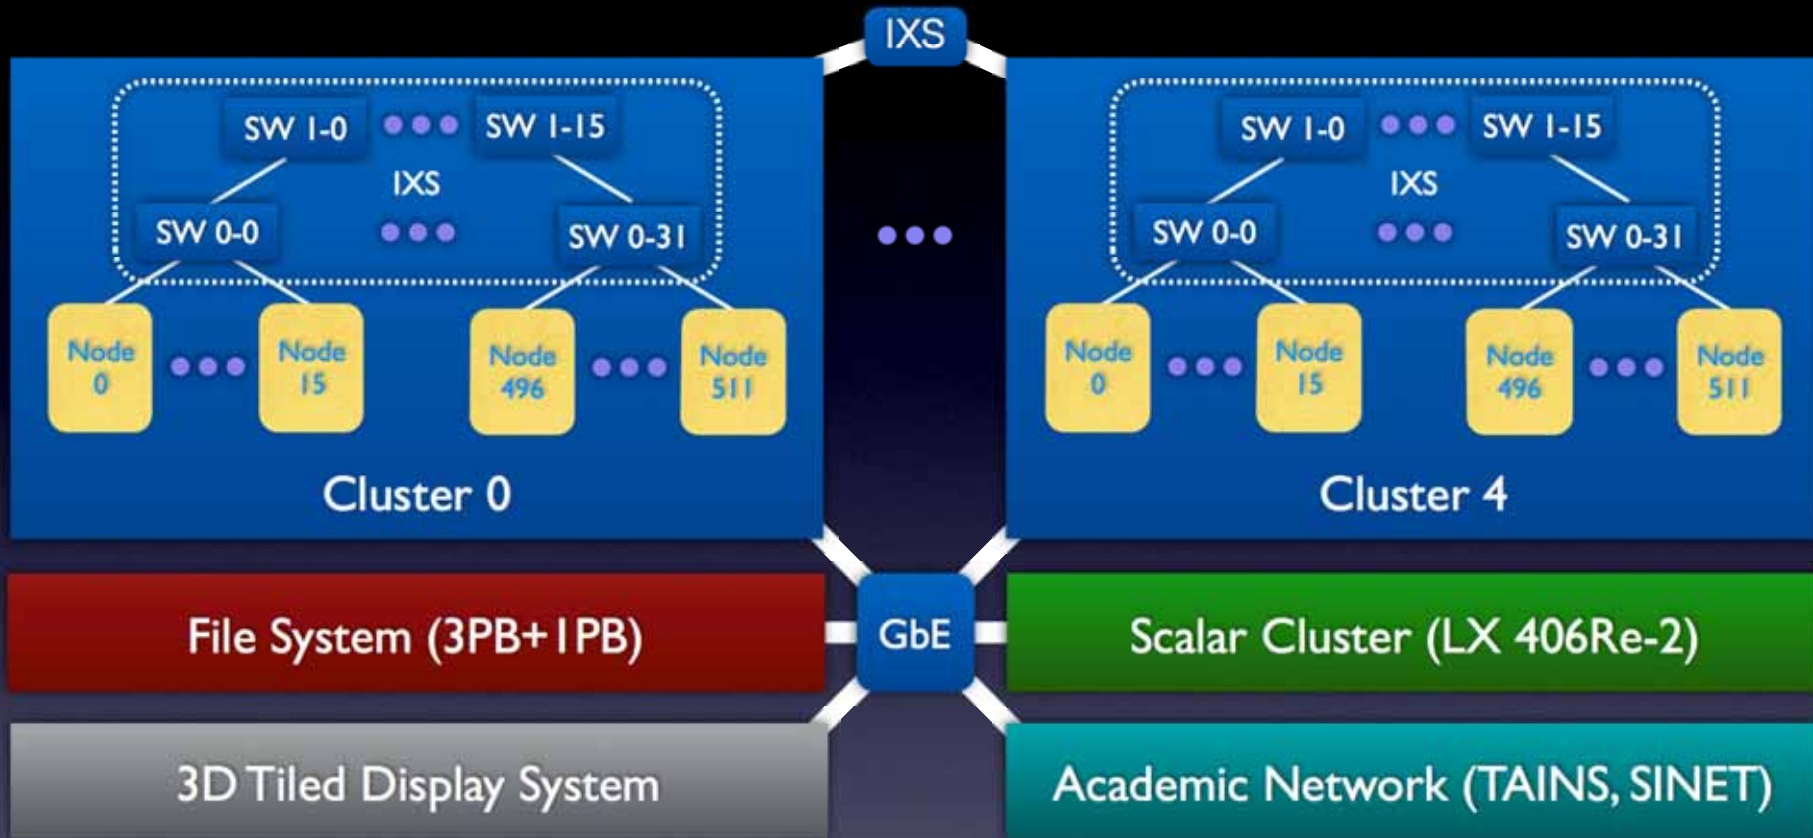 IXS
SW 1-0
SW 1-15
IXS
SW 0-0
SW 0-31
Node
0
Node
15
Node
496
Node
511
Cluster 0
SW 1-0
SW 1-15
IXS
SW 0-0
SW 0-31
Node
0
Node
15
Node
496
Node
511
Cluster 4
File System (3PB+1PB)
GbE
Scalar Cluster (LX 406Re-2)
3D Tiled Display System
Academic Network (TAINS, SINET)